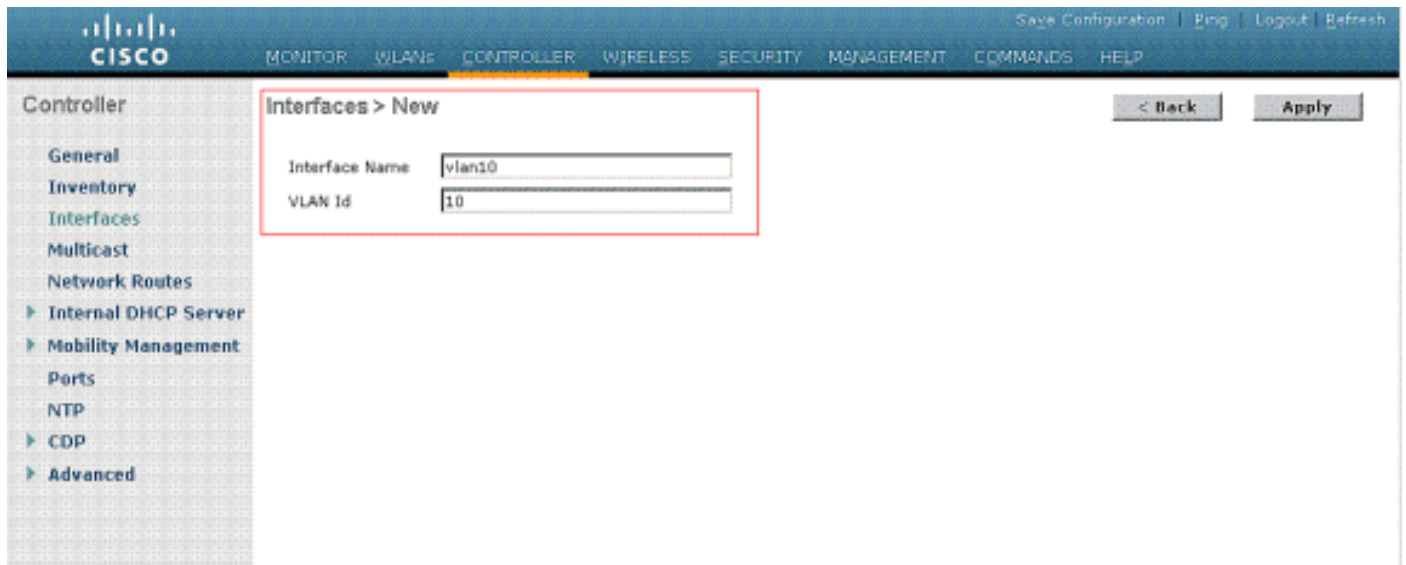 Save Configuration | Ping | Logout | Refresh
CISCO
MONITOR WLANs CONTROLLER WIRELESS SECURITY MANAGEMENT COMMANDS HELP
Controller
General
Inventory
Interfaces
Multicast
Network Routes
Internal DHCP Server
Mobility Management
Ports
NTP
CDP
Advanced
Interfaces > New
< Back
Apply
Interface Name vlan10
VLAN Id 10